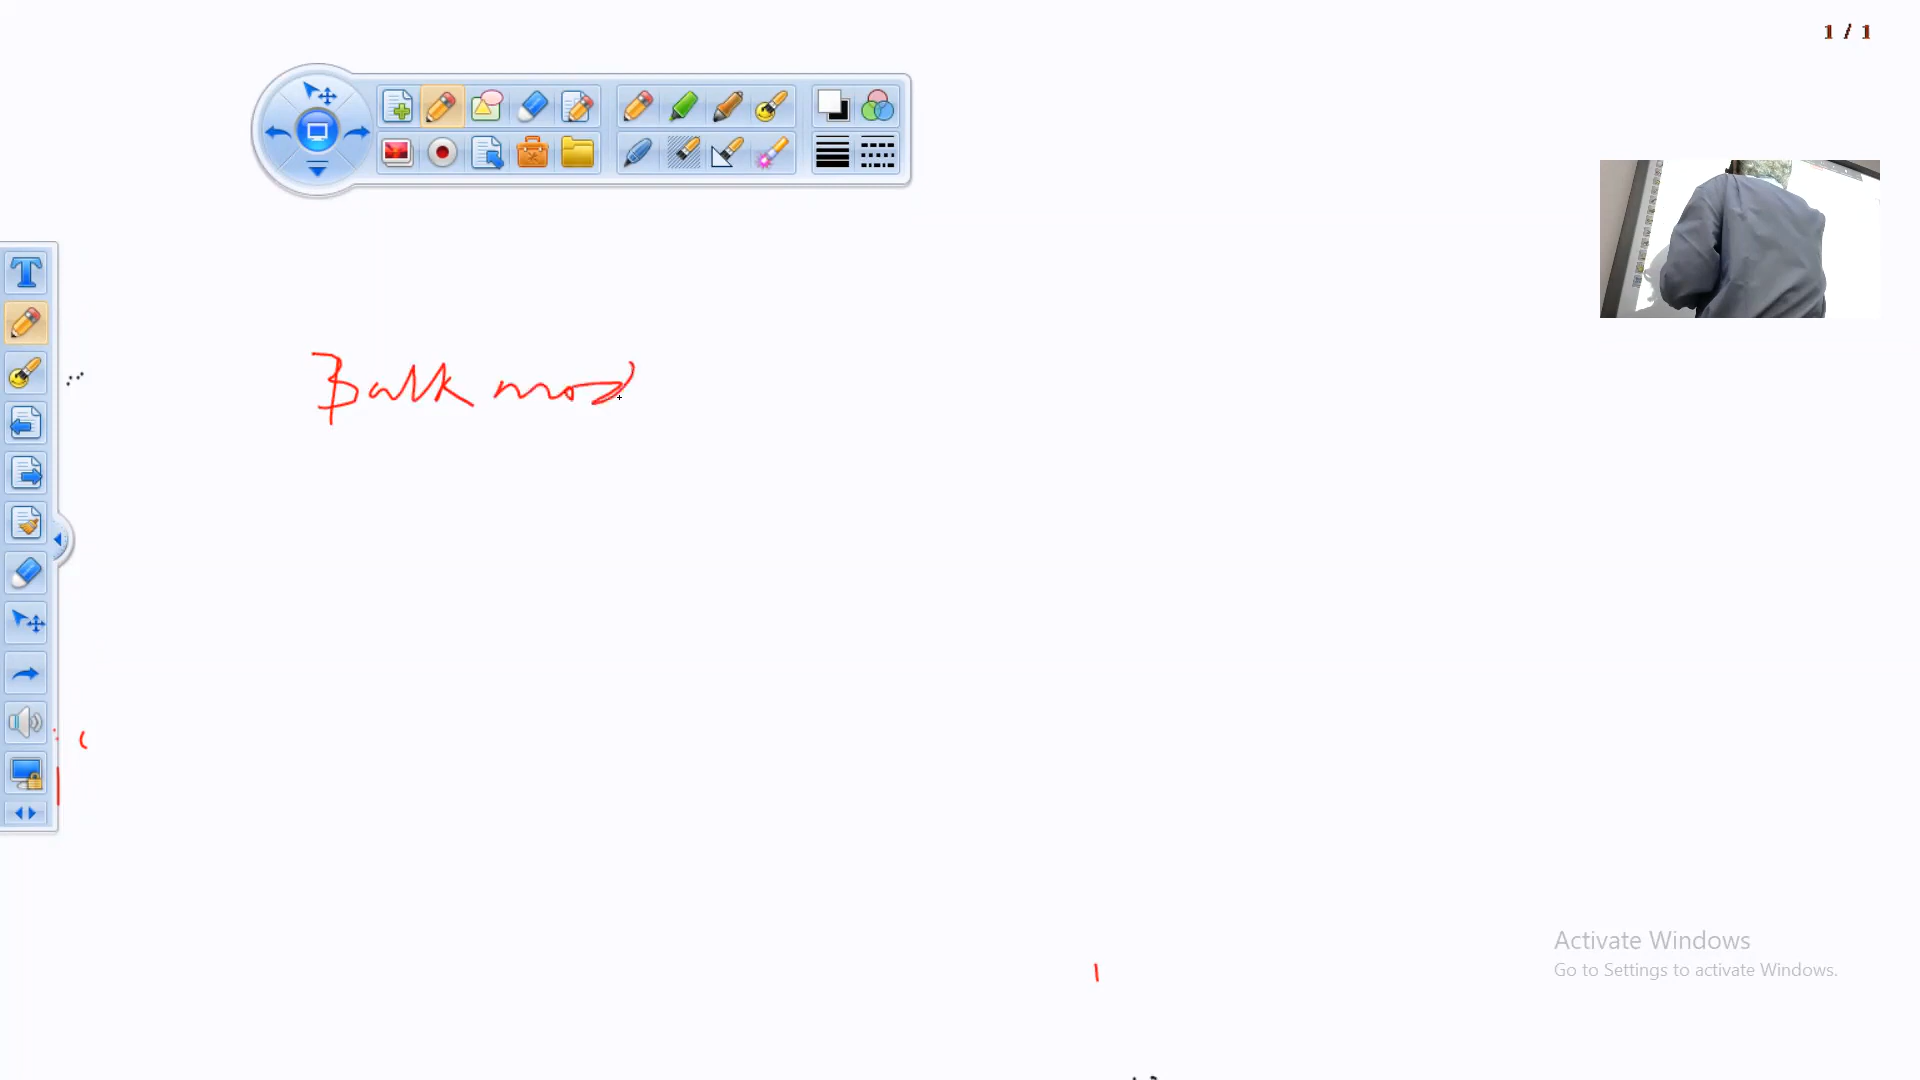 1 / 1
Bulk mod
Activate Windows
Go to Settings to activate Windows.